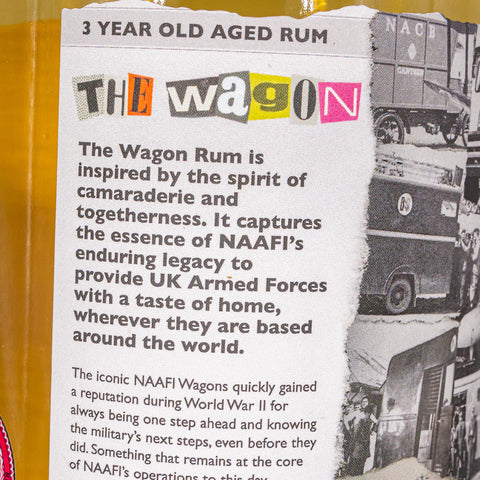 3 YEAR OLD AGED RUM
THE WagON
The Wagon Rum is
inspired by the spirit of
camaraderie and
togetherness. It captures
the essence of NAAFI's
enduring legacy to
provide UK Armed Forces
with a taste of home,
wherever they are based
around the world.
The iconic NAAFI Wagons quickly gained
a reputation during World War II for
always being one step ahead and knowing
the military's next steps, even before they
did. Something that remains at the core
of NAAFI's operations to this day.
NACB
CANTEEN